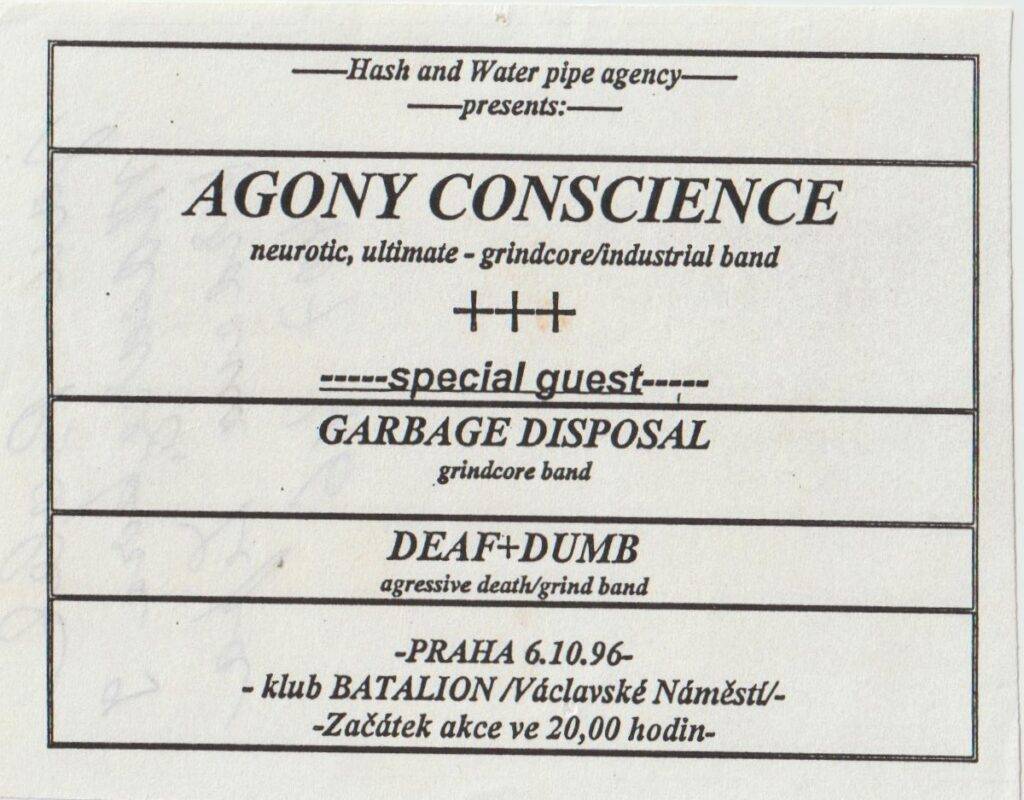 ——Hash and Water pipe agency——
——presents:——
AGONY CONSCIENCE
neurotic, ultimate - grindcore/industrial band
+++
-----special guest-----
GARBAGE DISPOSAL
grindcore band
DEAF+DUMB
agressive death/grind band
-PRAHA 6.10.96-
- klub BATALION /Václavské Náměstí/-
-Začátek akce ve 20,00 hodin-